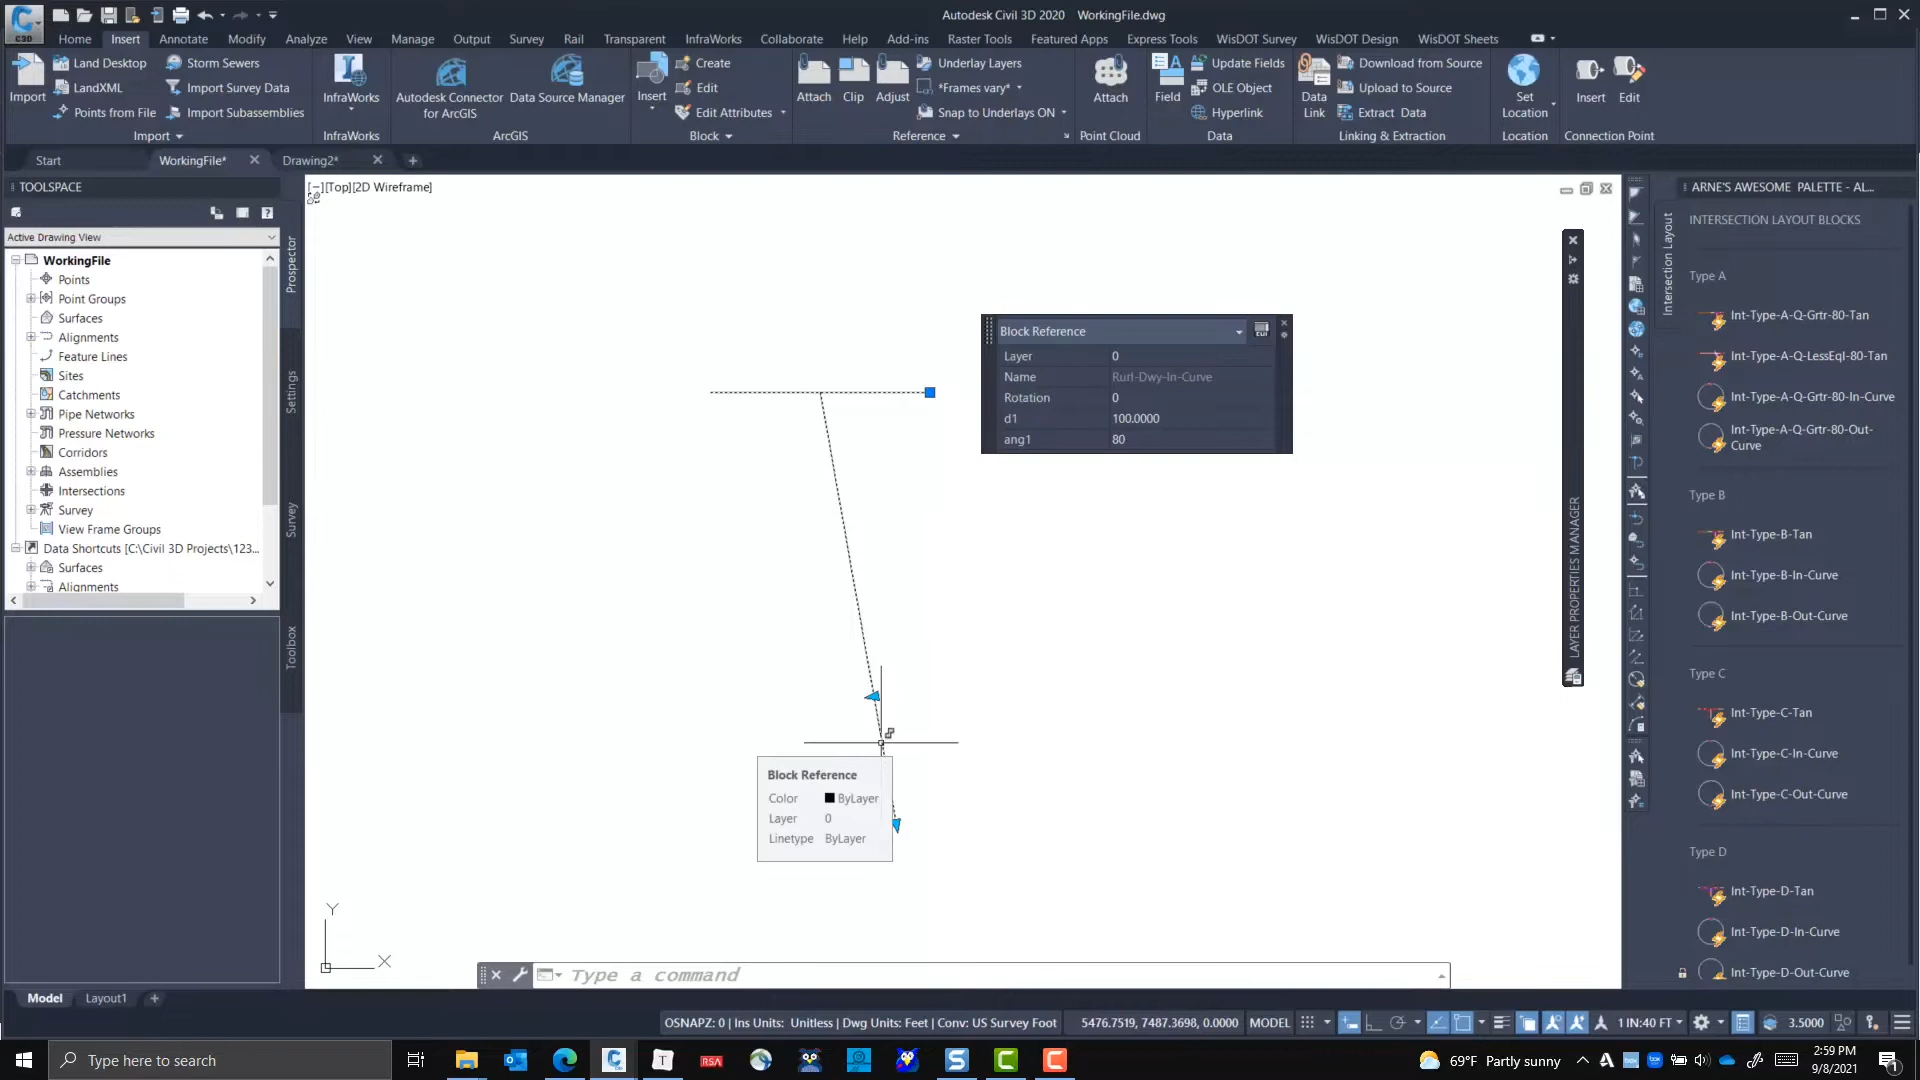 Autodesk Civil 3D 2020 WorkingFile.dwg
C3D
Home Insert Annotate Modify Analyze View Manage Output Survey Rail Transparent InfraWorks Collaborate Help Add-ins Raster Tools Featured Apps Express Tools WisDOT Survey WisDOT Design WisDOT Sheets
Import
Land Desktop
LandXML
Points from File
Storm Sewers
Import Survey Data
Import Subassemblies
Import
InfraWorks
InfraWorks
Autodesk Connector
for ArcGIS
Data Source Manager
ArcGIS
Insert
Create
Edit
Edit Attributes
Block
Attach
Clip
Adjust
Underlay Layers
*Frames vary*
Snap to Underlays ON
Reference
Attach
Point Cloud
Field
Update Fields
OLE Object
Hyperlink
Data
Data
Link
Download from Source
Upload to Source
Extract Data
Linking & Extraction
Set
Location
Location
Insert
Edit
Connection Point
Start WorkingFile* Drawing2*
TOOLSPACE
Active Drawing View
WorkingFile
Points
Point Groups
Surfaces
Alignments
Feature Lines
Sites
Catchments
Pipe Networks
Pressure Networks
Corridors
Assemblies
Intersections
Survey
View Frame Groups
Data Shortcuts [C:\Civil 3D Projects\123...
Surfaces
Alignments
Prospector
Settings
Survey
Toolbox
[−][Top][2D Wireframe]
Block Reference
Layer 0
Name Rurl-Dwy-In-Curve
Rotation 0
d1 100.0000
ang1 80
Block Reference
Color ByLayer
Layer 0
Linetype ByLayer
Y
X
LAYER PROPERTIES MANAGER
ARNE'S AWESOME PALETTE - AL...
Intersection Layout
INTERSECTION LAYOUT BLOCKS
Type A
Int-Type-A-Q-Grtr-80-Tan
Int-Type-A-Q-LessEql-80-Tan
Int-Type-A-Q-Grtr-80-In-Curve
Int-Type-A-Q-Grtr-80-Out-
Curve
Type B
Int-Type-B-Tan
Int-Type-B-In-Curve
Int-Type-B-Out-Curve
Type C
Int-Type-C-Tan
Int-Type-C-In-Curve
Int-Type-C-Out-Curve
Type D
Int-Type-D-Tan
Int-Type-D-In-Curve
Int-Type-D-Out-Curve
Type a command
Model Layout1
OSNAPZ: 0 | Ins Units: Unitless | Dwg Units: Feet | Conv: US Survey Foot 5476.7519, 7487.3698, 0.0000 MODEL 1 IN:40 FT 3.5000
Type here to search
RSA
69°F Partly sunny
2:59 PM
9/8/2021